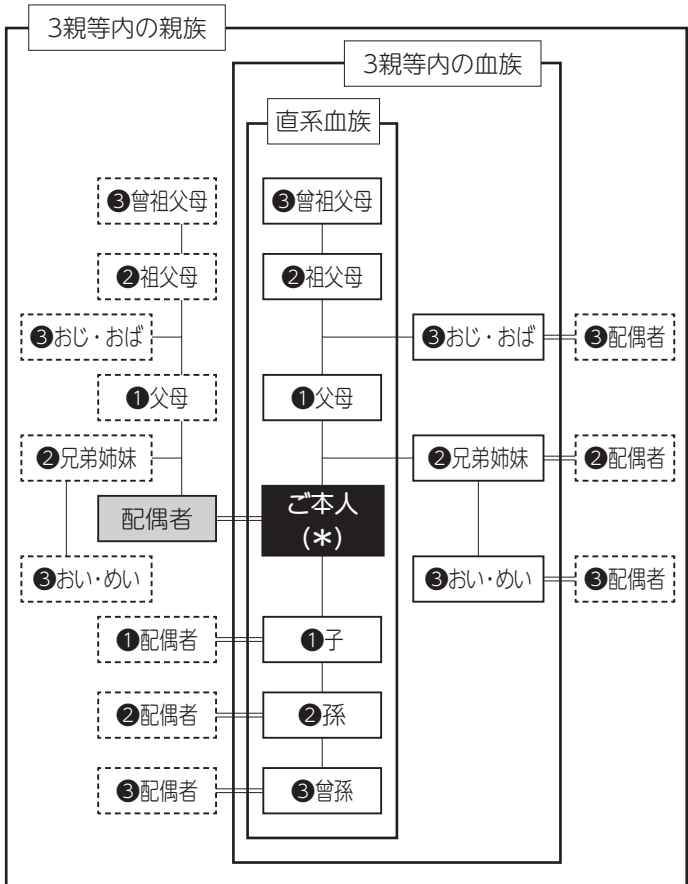 3親等内の親族
3親等内の血族
直系血族
❸曾祖父母
❸曾祖父母
❷祖父母
❷祖父母
❸おじ・おば
❸おじ・おば
❸配偶者
❶父母
❶父母
❷兄弟姉妹
❷兄弟姉妹
❷配偶者
配偶者
ご本人
(＊)
❸おい・めい
❸おい・めい
❸配偶者
❶配偶者
❶子
❷配偶者
❷孫
❸配偶者
❸曾孫